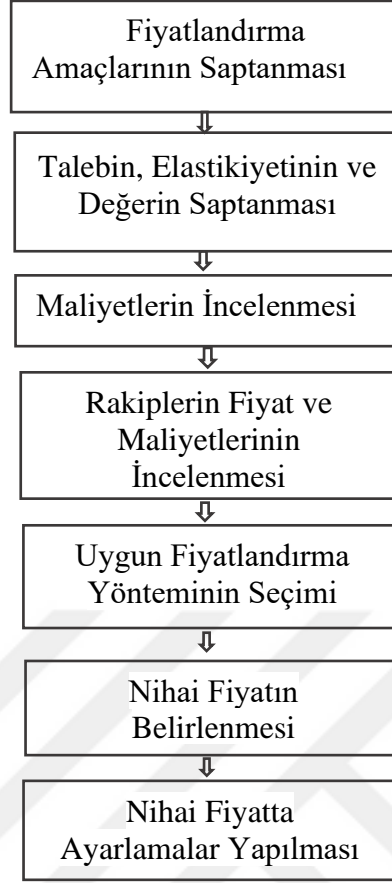 Fiyatlandırma
Amaçlarının Saptanması
Talebin, Elastikiyetinin ve
Değerin Saptanması
Maliyetlerin İncelenmesi
Rakiplerin Fiyat ve
Maliyetlerinin
İncelenmesi
Uygun Fiyatlandırma
Yönteminin Seçimi
Nihai Fiyatın
Belirlenmesi
Nihai Fiyatta
Ayarlamalar Yapılması